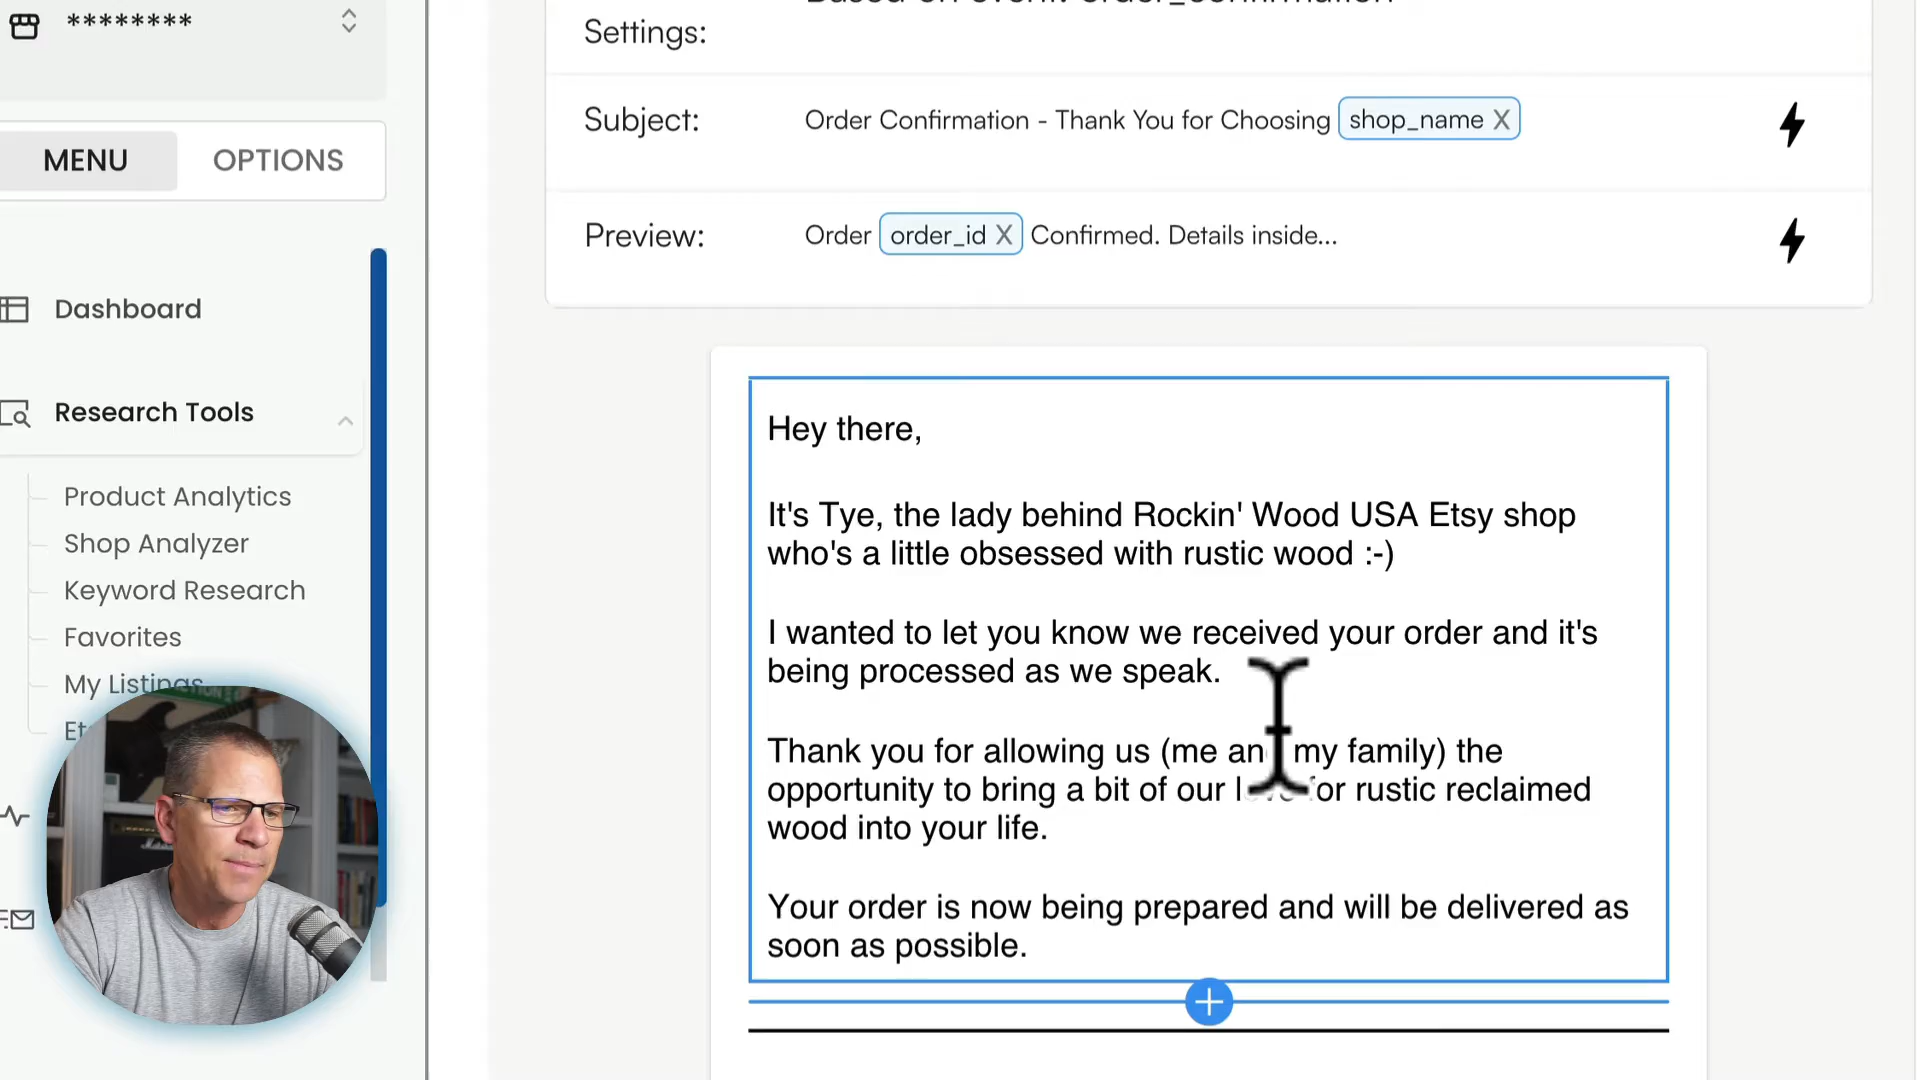 ********
MENU OPTIONS
Dashboard
Research Tools
Product Analytics
Shop Analyzer
Keyword Research
Favorites
My Listings
Settings:
Subject: Order Confirmation - Thank You for Choosing shop_name X
Preview: Order order_id X Confirmed. Details inside...
Hey there,
It's Tye, the lady behind Rockin' Wood USA Etsy shop
who's a little obsessed with rustic wood :-)
I wanted to let you know we received your order and it's
being processed as we speak.
Thank you for allowing us (me and my family) the
opportunity to bring a bit of our love for rustic reclaimed
wood into your life.
Your order is now being prepared and will be delivered as
soon as possible.